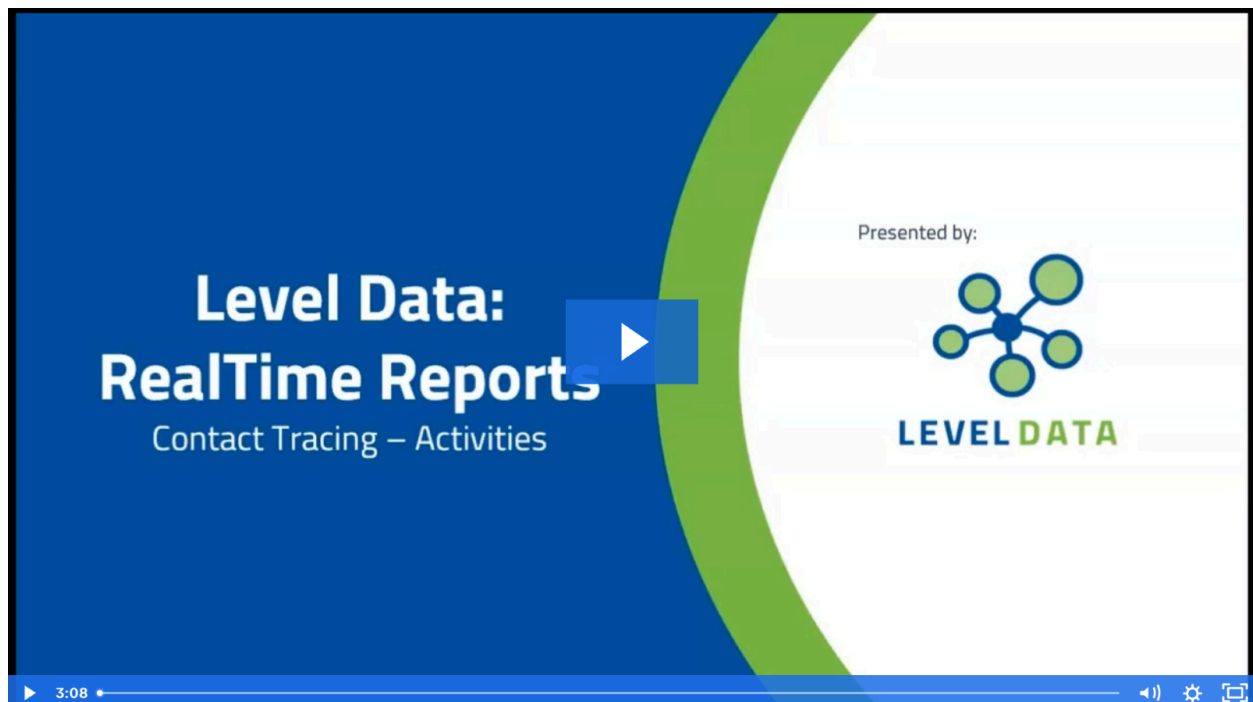 Level Data:
RealTime Reports
Contact Tracing – Activities
Presented by:
LEVEL DATA
3:08